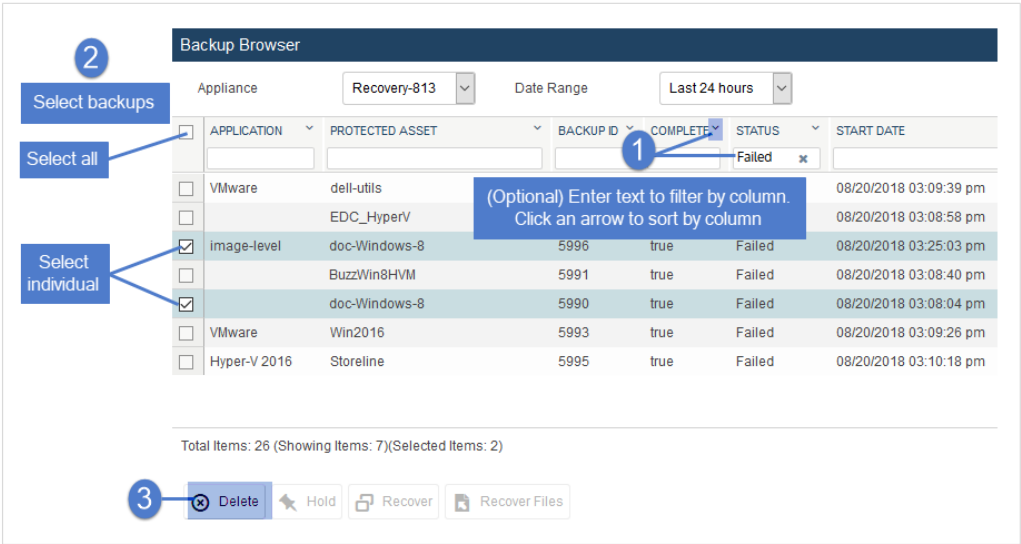 Backup Browser
2
Select backups
Appliance Recovery-813 Date Range Last 24 hours
APPLICATION PROTECTED ASSET BACKUP ID COMPLETE STATUS START DATE
Select all
1
Failed x
(Optional) Enter text to filter by column.
Click an arrow to sort by column
VMware dell-utils 08/20/2018 03:09:39 pm
EDC_HyperV 08/20/2018 03:08:58 pm
Select
individual
image-level doc-Windows-8 5996 true Failed 08/20/2018 03:25:03 pm
BuzzWin8HVM 5991 true Failed 08/20/2018 03:08:40 pm
doc-Windows-8 5990 true Failed 08/20/2018 03:08:04 pm
VMware Win2016 5993 true Failed 08/20/2018 03:09:26 pm
Hyper-V 2016 Storeline 5995 true Failed 08/20/2018 03:10:18 pm
Total Items: 26 (Showing Items: 7)(Selected Items: 2)
3
Delete Hold Recover Recover Files